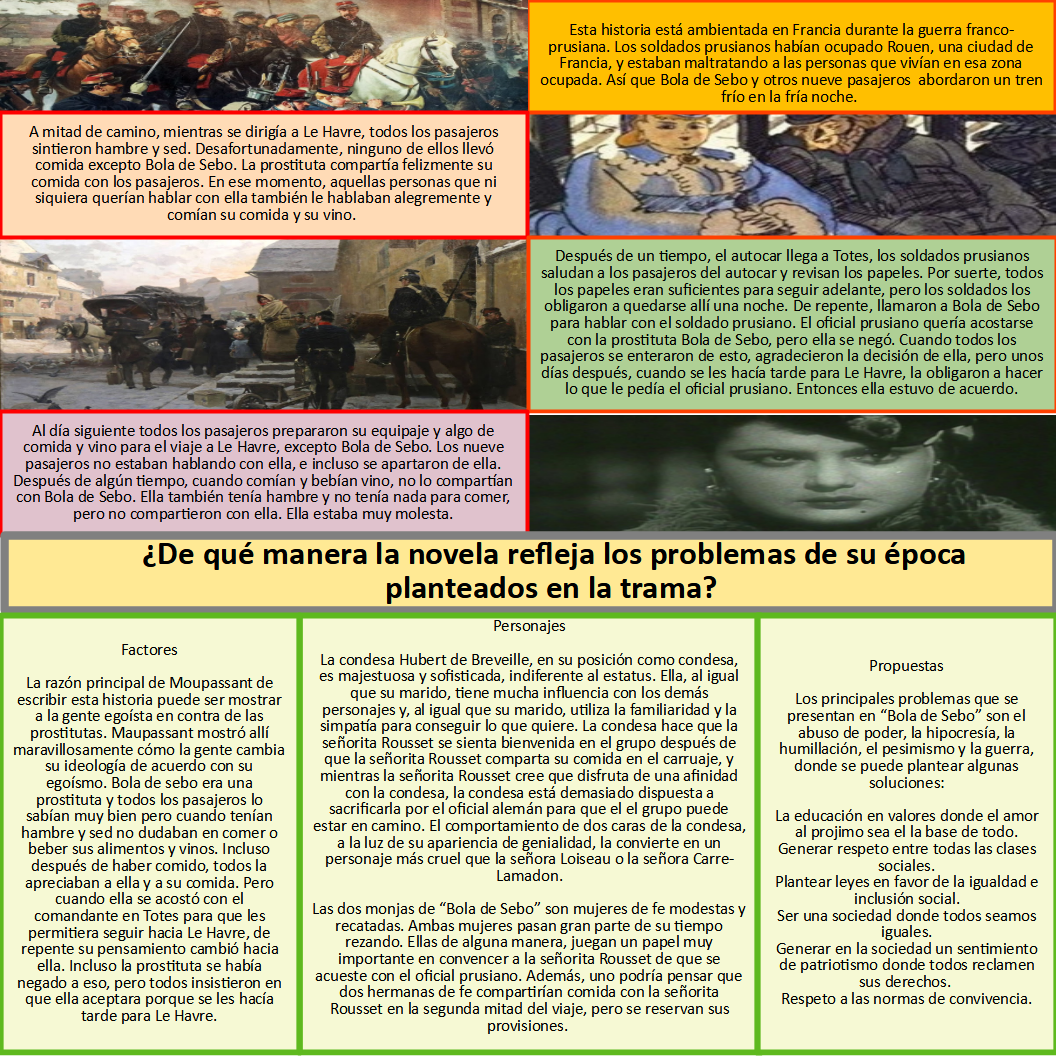 Esta historia está ambientada en Francia durante la guerra franco-
prusiana. Los soldados prusianos habían ocupado Rouen, una ciudad de
Francia, y estaban maltratando a las personas que vivían en esa zona
ocupada. Así que Bola de Sebo y otros nueve pasajeros abordaron un tren
frío en la fría noche.
A mitad de camino, mientras se dirigía a Le Havre, todos los pasajeros
sintieron hambre y sed. Desafortunadamente, ninguno de ellos llevó
comida excepto Bola de Sebo. La prostituta compartía felizmente su
comida con los pasajeros. En ese momento, aquellas personas que ni
siquiera querían hablar con ella también le hablaban alegremente y
comían su comida y su vino.
Después de un tiempo, el autocar llega a Totes, los soldados prusianos
saludan a los pasajeros del autocar y revisan los papeles. Por suerte, todos
los papeles eran suficientes para seguir adelante, pero los soldados los
obligaron a quedarse allí una noche. De repente, llamaron a Bola de Sebo
para hablar con el soldado prusiano. El oficial prusiano quería acostarse
con la prostituta Bola de Sebo, pero ella se negó. Cuando todos los
pasajeros se enteraron de esto, agradecieron la decisión de ella, pero unos
días después, cuando se les hacía tarde para Le Havre, la obligaron a hacer
lo que le pedía el oficial prusiano. Entonces ella estuvo de acuerdo.
Al día siguiente todos los pasajeros prepararon su equipaje y algo de
comida y vino para el viaje a Le Havre, excepto Bola de Sebo. Los nueve
pasajeros no estaban hablando con ella, e incluso se apartaron de ella.
Después de algún tiempo, cuando comían y bebían vino, no lo compartían
con Bola de Sebo. Ella también tenía hambre y no tenía nada para comer,
pero no compartieron con ella. Ella estaba muy molesta.
¿De qué manera la novela refleja los problemas de su época
planteados en la trama?
Factores
La razón principal de Moupassant de
escribir esta historia puede ser mostrar
a la gente egoísta en contra de las
prostitutas. Maupassant mostró allí
maravillosamente cómo la gente cambia
su ideología de acuerdo con su
egoísmo. Bola de sebo era una
prostituta y todos los pasajeros lo
sabían muy bien pero cuando tenían
hambre y sed no dudaban en comer o
beber sus alimentos y vinos. Incluso
después de haber comido, todos la
apreciaban a ella y a su comida. Pero
cuando ella se acostó con el
comandante en Totes para que les
permitiera seguir hacia Le Havre, de
repente su pensamiento cambió hacia
ella. Incluso la prostituta se había
negado a eso, pero todos insistieron en
que ella aceptara porque se les hacía
tarde para Le Havre.
Personajes
La condesa Hubert de Breveille, en su posición como condesa,
es majestuosa y sofisticada, indiferente al estatus. Ella, al igual
que su marido, tiene mucha influencia con los demás
personajes y, al igual que su marido, utiliza la familiaridad y la
simpatía para conseguir lo que quiere. La condesa hace que la
señorita Rousset se sienta bienvenida en el grupo después de
que la señorita Rousset comparta su comida en el carruaje, y
mientras la señorita Rousset cree que disfruta de una afinidad
con la condesa, la condesa está demasiado dispuesta a
sacrificarla por el oficial alemán para que el el grupo puede
estar en camino. El comportamiento de dos caras de la condesa,
a la luz de su apariencia de genialidad, la convierte en un
personaje más cruel que la señora Loiseau o la señora Carre-
Lamadon.
Las dos monjas de “Bola de Sebo” son mujeres de fe modestas y
recatadas. Ambas mujeres pasan gran parte de su tiempo
rezando. Ellas de alguna manera, juegan un papel muy
importante en convencer a la señorita Rousset de que se
acueste con el oficial prusiano. Además, uno podría pensar que
dos hermanas de fe compartirían comida con la señorita
Rousset en la segunda mitad del viaje, pero se reservan sus
provisiones.
Propuestas
Los principales problemas que se
presentan en “Bola de Sebo” son el
abuso de poder, la hipocresía, la
humillación, el pesimismo y la guerra,
donde se puede plantear algunas
soluciones:
La educación en valores donde el amor
al projimo sea el la base de todo.
Generar respeto entre todas las clases
sociales.
Plantear leyes en favor de la igualdad e
inclusión social.
Ser una sociedad donde todos seamos
iguales.
Generar en la sociedad un sentimiento
de patriotismo donde todos reclamen
sus derechos.
Respeto a las normas de convivencia.